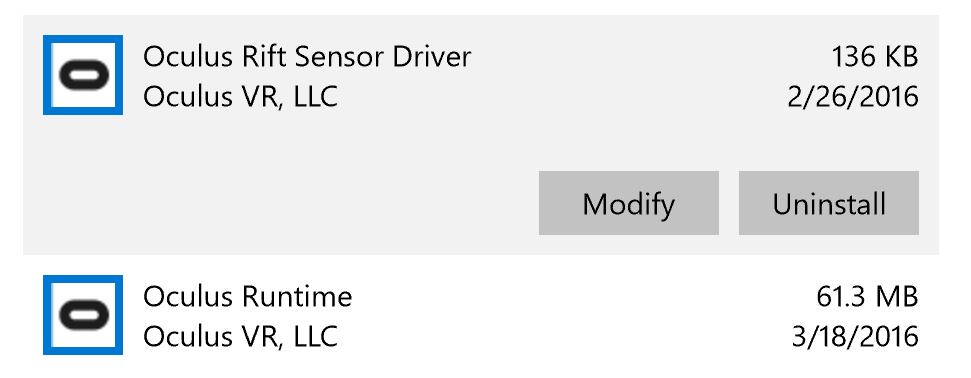 Oculus Rift Sensor Driver 136 KB
Oculus VR, LLC 2/26/2016
Modify Uninstall
Oculus Runtime 61.3 MB
Oculus VR, LLC 3/18/2016